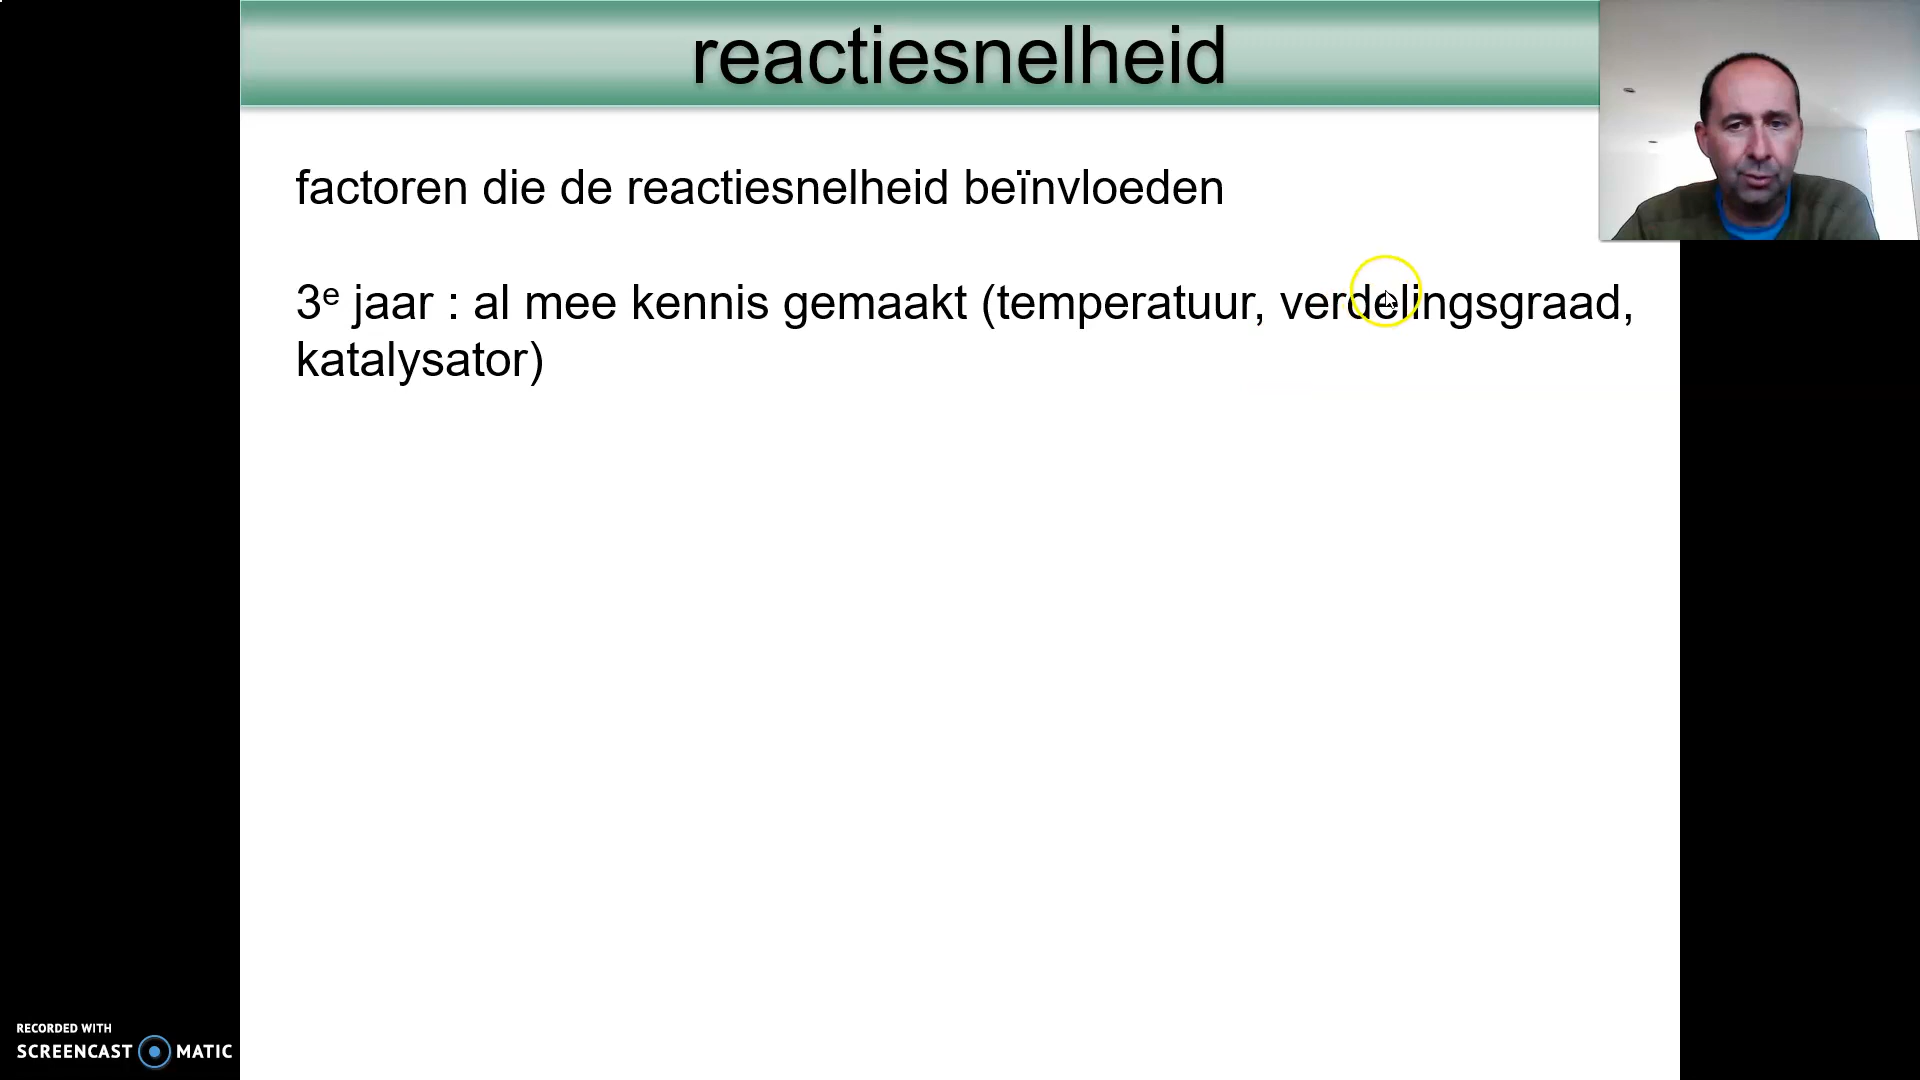 reactiesnelheid
factoren die de reactiesnelheid beïnvloeden
3ᵉ jaar : al mee kennis gemaakt (temperatuur, verdelingsgraad,
katalysator)
RECORDED WITH
SCREENCAST MATIC